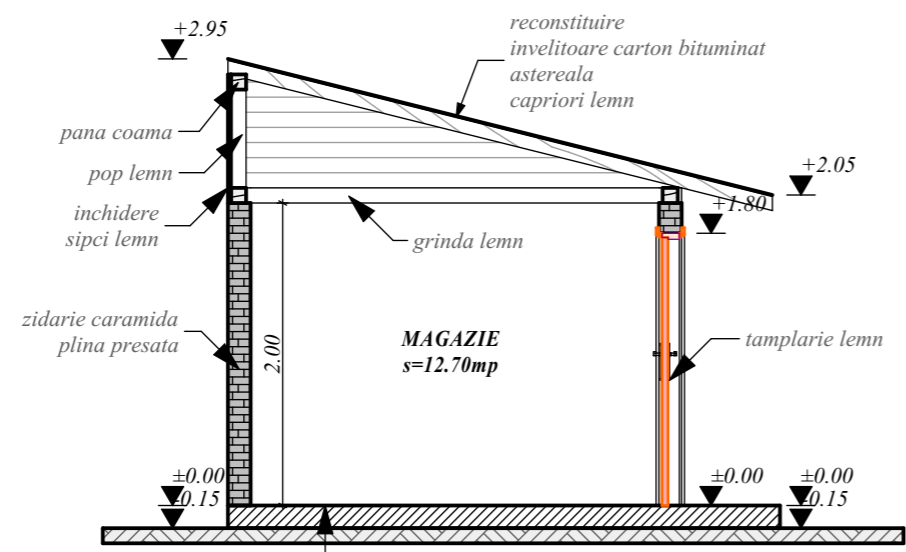 +2.95
reconstituire
invelitoare carton bituminat
astereala
capriori lemn
pana coama
pop lemn
+2.05
+1.80
inchidere
sipci lemn
grinda lemn
zidarie caramida
plina presata
2.00
MAGAZIE
s=12.70mp
tamplarie lemn
±0.00
-0.15
±0.00
±0.00
-0.15